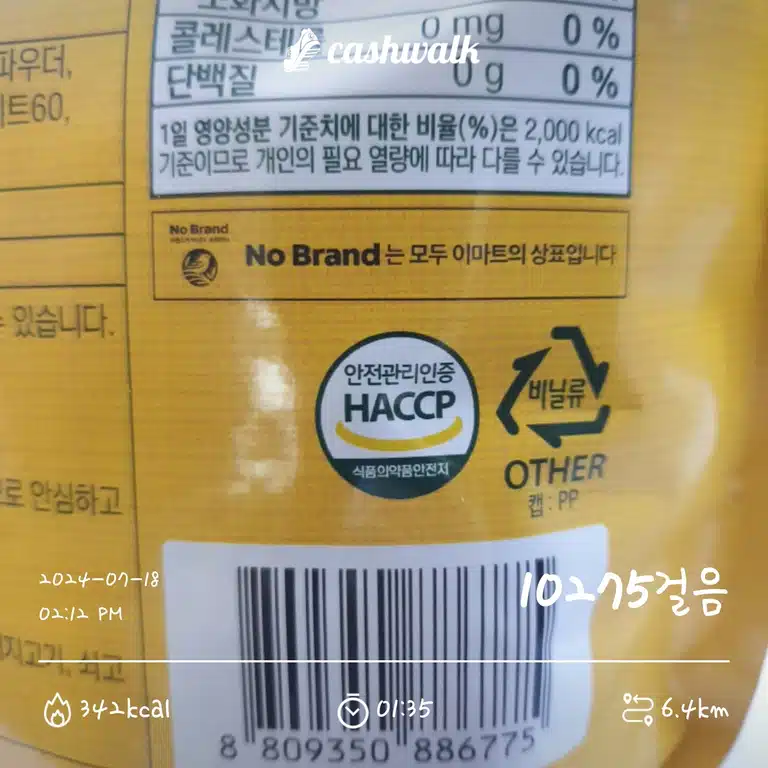 cashwalk
콜레스테 0 mg 0 %
단백질 0 g 0 %
1일 영양성분 기준치에 대한 비율(%)은 2,000 kcal
기준이므로 개인의 필요 열량에 따라 다를 수 있습니다.
파우더,
트60,
있습니다.
로 안심하고
지고기, 쇠고
No Brand
No Brand는 모두 이마트의 상표입니다
안전관리인증
HACCP
식품의약품안전처
비닐류
OTHER
캡 : PP
2024-07-18
02:12 PM
10275걸음
342kcal
01:35
6.4km
8 809350 886775